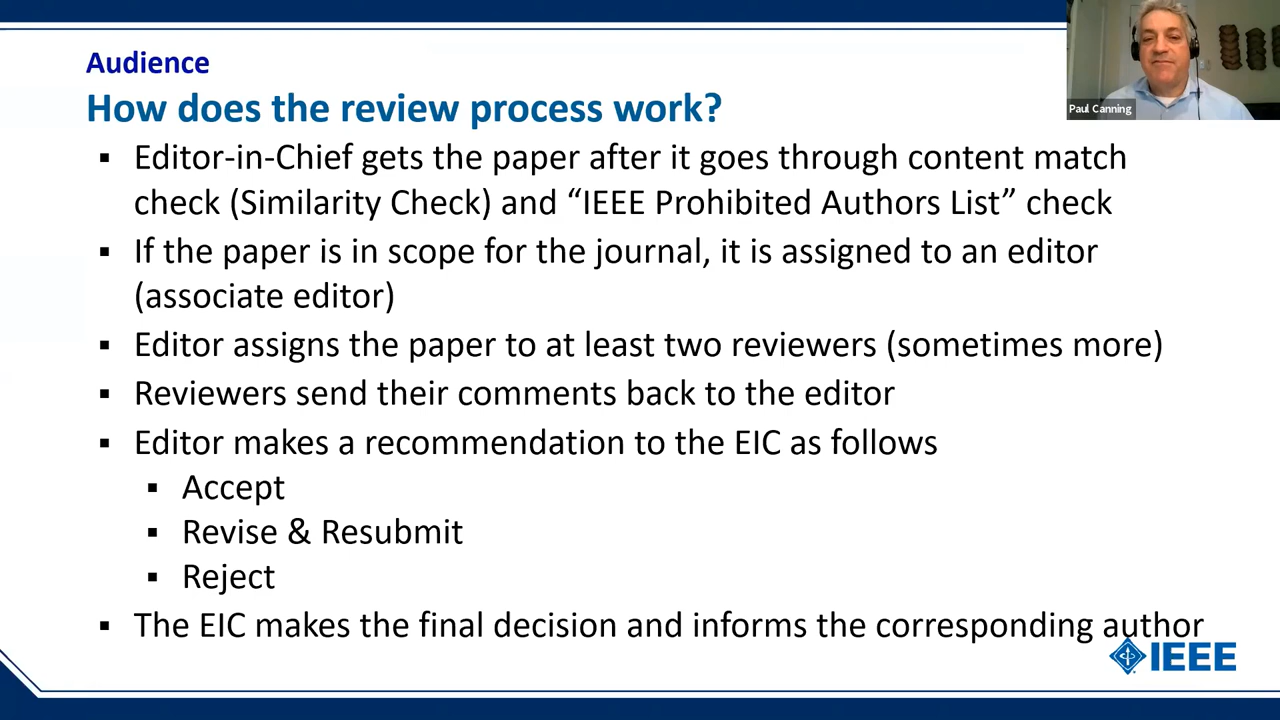 Audience
How does the review process work?
▪ Editor-in-Chief gets the paper after it goes through content match
check (Similarity Check) and “IEEE Prohibited Authors List” check
▪ If the paper is in scope for the journal, it is assigned to an editor
(associate editor)
▪ Editor assigns the paper to at least two reviewers (sometimes more)
▪ Reviewers send their comments back to the editor
▪ Editor makes a recommendation to the EIC as follows
▪ Accept
▪ Revise & Resubmit
▪ Reject
▪ The EIC makes the final decision and informs the corresponding author
IEEE
Paul Canning